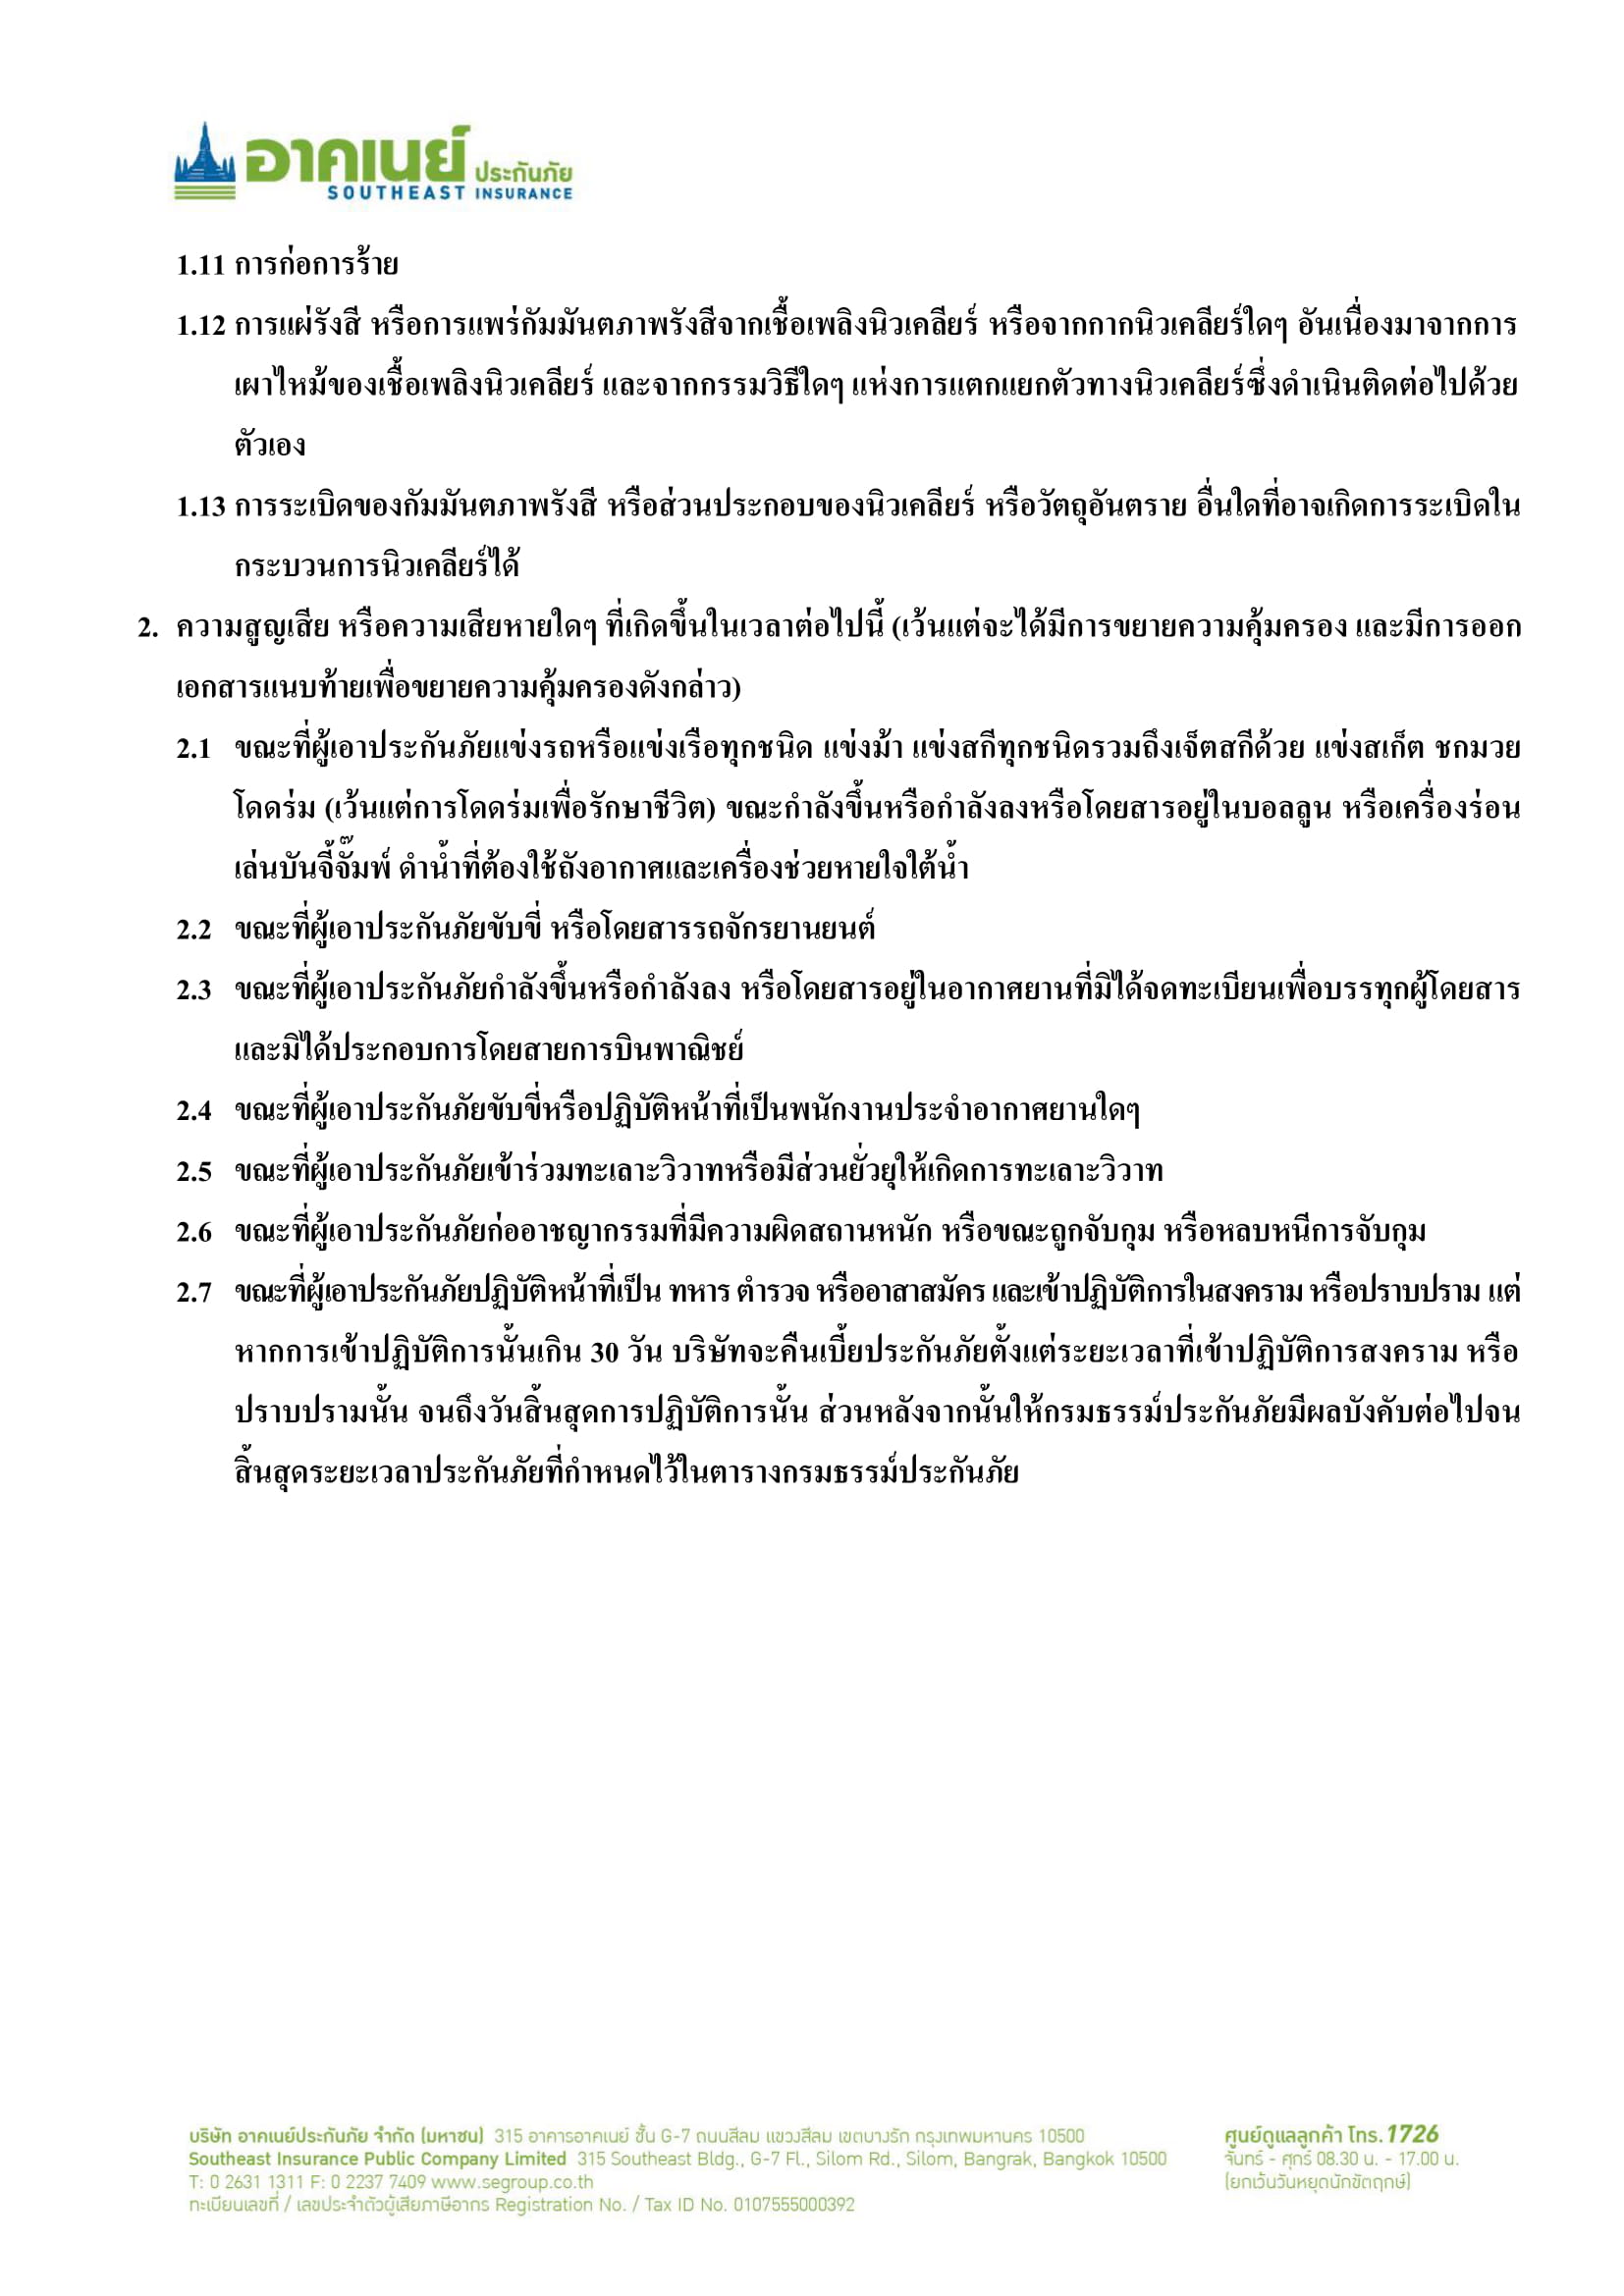 อาคเนย์ ประกันภัย
SOUTHEAST INSURANCE
1.11 การก่อการร้าย
1.12 การแผ่รังสี หรือการแพร่กัมมันตภาพรังสีจากเชื้อเพลิงนิวเคลียร์ หรือจากกากนิวเคลียร์ใดๆ อันเนื่องมาจากการ
เผาไหม้ของเชื้อเพลิงนิวเคลียร์ และจากกรรมวิธีใดๆ แห่งการแตกแยกตัวทางนิวเคลียร์ซึ่งดำเนินติดต่อไปด้วย
ตัวเอง
1.13 การระเบิดของกัมมันตภาพรังสี หรือส่วนประกอบของนิวเคลียร์ หรือวัตถุอันตราย อื่นใดที่อาจเกิดการระเบิดใน
กระบวนการนิวเคลียร์ได้
2. ความสูญเสีย หรือความเสียหายใดๆ ที่เกิดขึ้นในเวลาต่อไปนี้ (เว้นแต่จะได้มีการขยายความคุ้มครอง และมีการออก
เอกสารแนบท้ายเพื่อขยายความคุ้มครองดังกล่าว)
2.1 ขณะที่ผู้เอาประกันภัยแข่งรถหรือแข่งเรือทุกชนิด แข่งม้า แข่งสกีทุกชนิดรวมถึงเจ็ตสกีด้วย แข่งสเก็ต ชกมวย
โดดร่ม (เว้นแต่การโดดร่มเพื่อรักษาชีวิต) ขณะกำลังขึ้นหรือกำลังลงหรือโดยสารอยู่ในบอลลูน หรือเครื่องร่อน
เล่นบันจี้จั๊มพ์ ดำน้ำที่ต้องใช้ถังอากาศและเครื่องช่วยหายใจใต้น้ำ
2.2 ขณะที่ผู้เอาประกันภัยขับขี่ หรือโดยสารรถจักรยานยนต์
2.3 ขณะที่ผู้เอาประกันภัยกำลังขึ้นหรือกำลังลง หรือโดยสารอยู่ในอากาศยานที่มิได้จดทะเบียนเพื่อบรรทุกผู้โดยสาร
และมิได้ประกอบการโดยสายการบินพาณิชย์
2.4 ขณะที่ผู้เอาประกันภัยขับขี่หรือปฏิบัติหน้าที่เป็นพนักงานประจำอากาศยานใดๆ
2.5 ขณะที่ผู้เอาประกันภัยเข้าร่วมทะเลาะวิวาทหรือมีส่วนยั่วยุให้เกิดการทะเลาะวิวาท
2.6 ขณะที่ผู้เอาประกันภัยก่ออาชญากรรมที่มีความผิดสถานหนัก หรือขณะถูกจับกุม หรือหลบหนีการจับกุม
2.7 ขณะที่ผู้เอาประกันภัยปฏิบัติหน้าที่เป็น ทหาร ตำรวจ หรืออาสาสมัคร และเข้าปฏิบัติการในสงคราม หรือปราบปราม แต่
หากการเข้าปฏิบัติการนั้นเกิน 30 วัน บริษัทจะคืนเบี้ยประกันภัยตั้งแต่ระยะเวลาที่เข้าปฏิบัติการสงคราม หรือ
ปราบปรามนั้น จนถึงวันสิ้นสุดการปฏิบัติการนั้น ส่วนหลังจากนั้นให้กรมธรรม์ประกันภัยมีผลบังคับต่อไปจน
สิ้นสุดระยะเวลาประกันภัยที่กำหนดไว้ในตารางกรมธรรม์ประกันภัย
บริษัท อาคเนย์ประกันภัย จำกัด (มหาชน) 315 อาคารอาคเนย์ ชั้น G-7 ถนนสีลม แขวงสีลม เขตบางรัก กรุงเทพมหานคร 10500
Southeast Insurance Public Company Limited 315 Southeast Bldg., G-7 Fl., Silom Rd., Silom, Bangrak, Bangkok 10500
T: 0 2631 1311 F: 0 2237 7409 www.segroup.co.th
ทะเบียนเลขที่ / เลขประจำตัวผู้เสียภาษีอากร Registration No. / Tax ID No. 0107555000392
ศูนย์ดูแลลูกค้า โทร.1726
จันทร์ - ศุกร์ 08.30 น. - 17.00 น.
(ยกเว้นวันหยุดนักขัตฤกษ์)